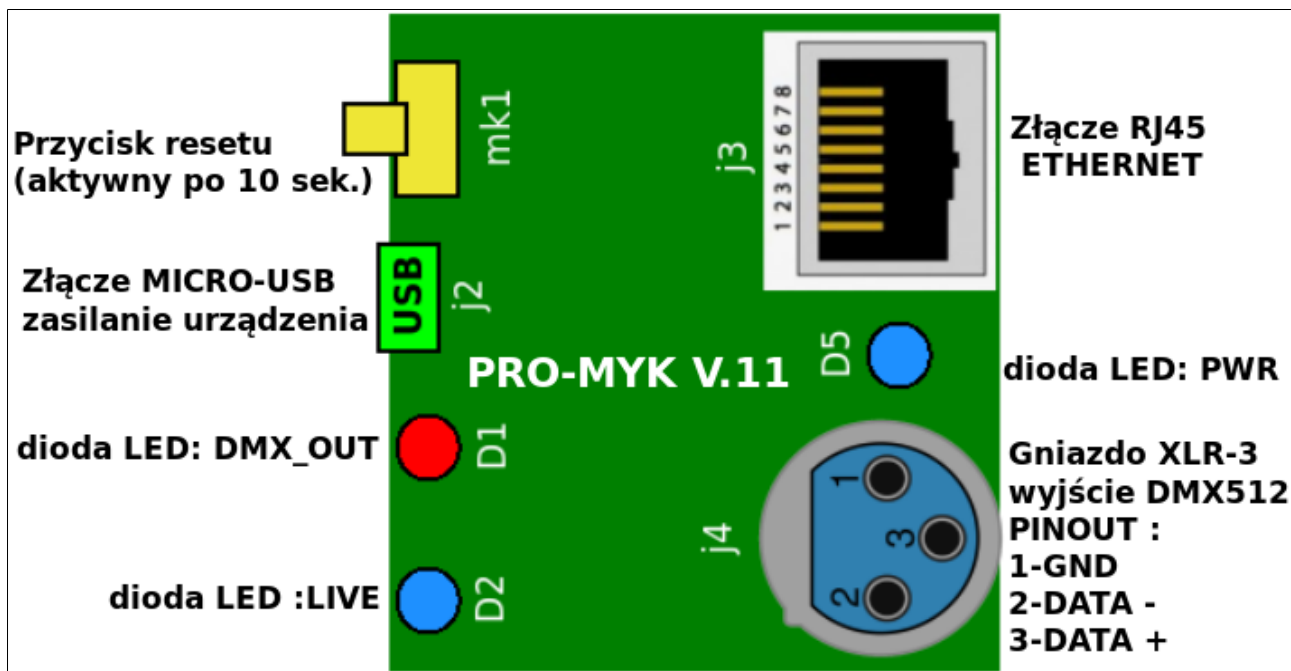 Przycisk resetu
(aktywny po 10 sek.)
mk1
Złącze MICRO-USB
zasilanie urządzenia
USB
j2
PRO-MYK V.11
dioda LED: DMX_OUT
D1
dioda LED :LIVE
D2
j3
1 2 3 4 5 6 7 8
Złącze RJ45
ETHERNET
D5
dioda LED: PWR
j4
1
3
2
Gniazdo XLR-3
wyjście DMX512
PINOUT :
1-GND
2-DATA -
3-DATA +